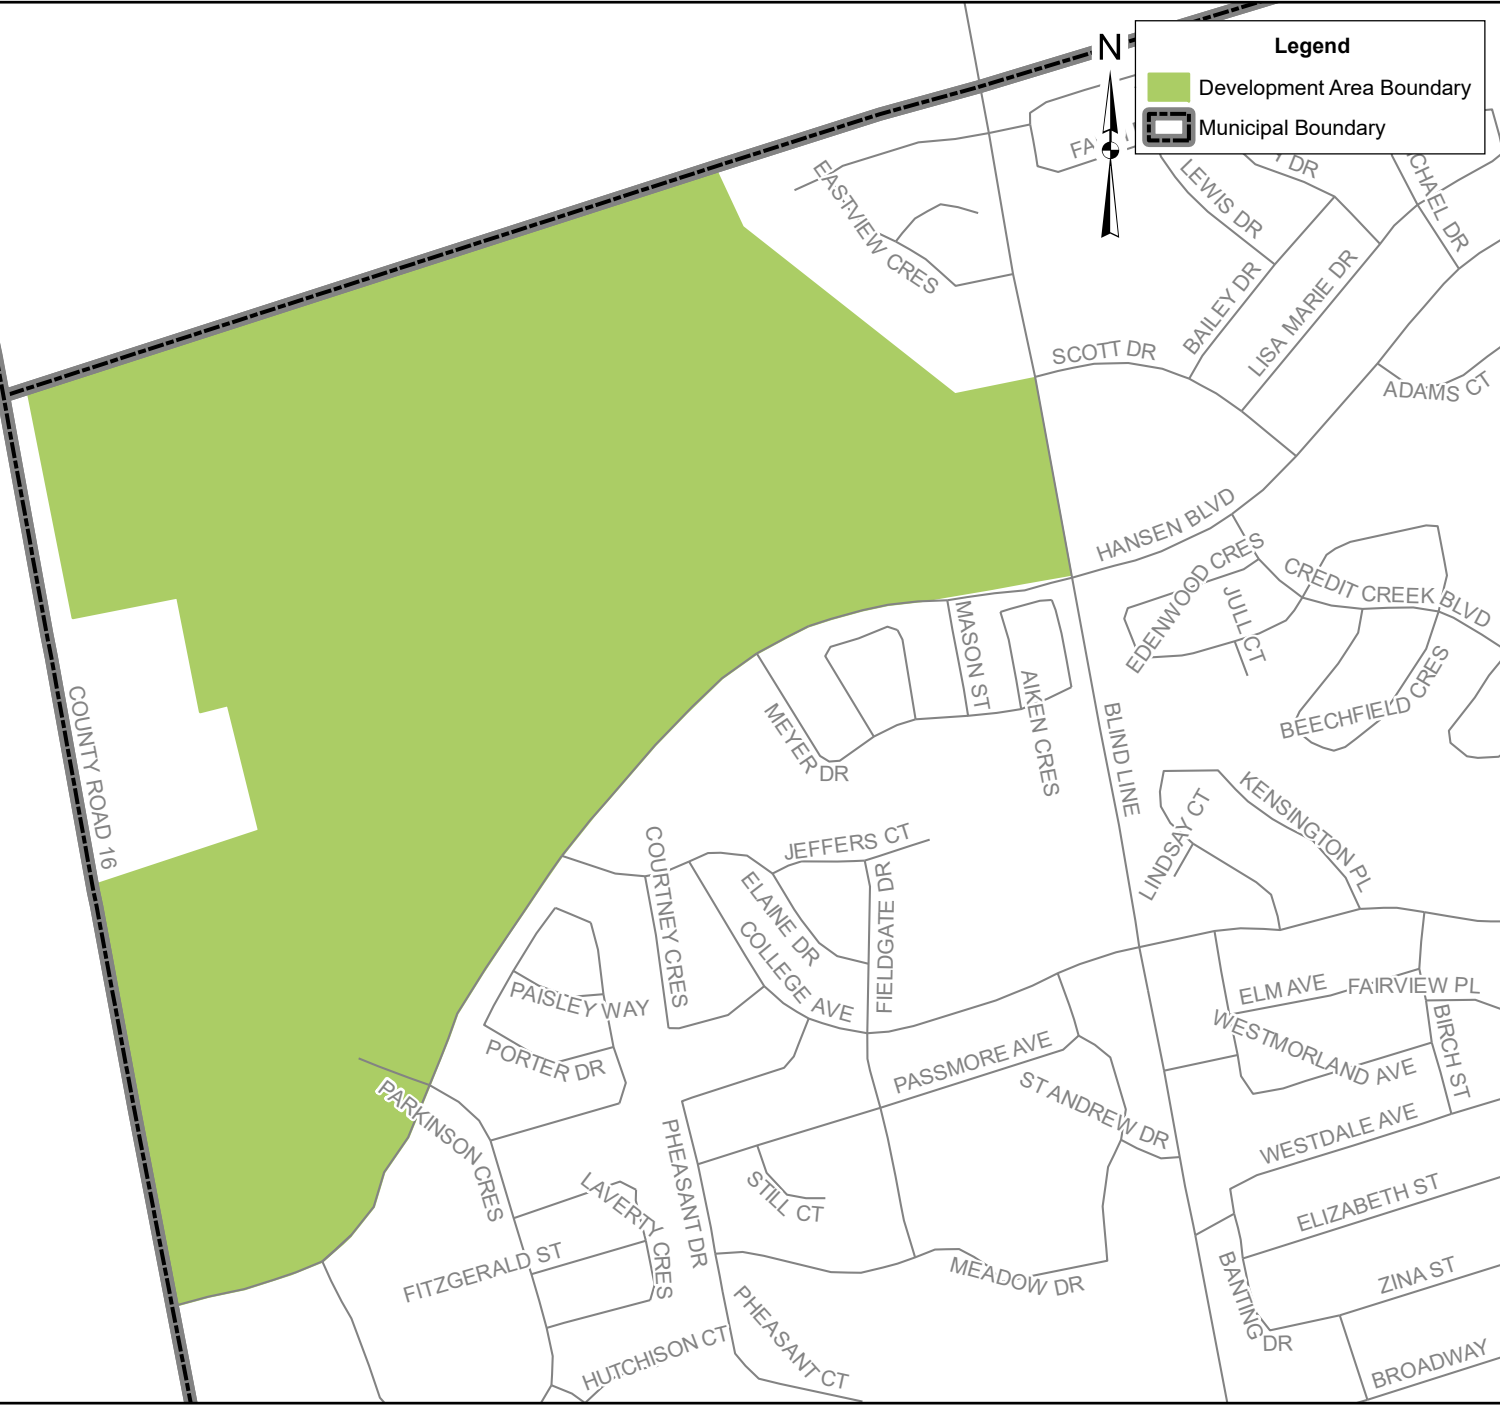 N
Legend
Development Area Boundary
Municipal Boundary
DR
LEWIS DR
EASTVIEW CRES
BAILEY DR
LISA MARIE DR
SCOTT DR
ADAMS CT
HANSEN BLVD
EDENWOOD CRES
CREDIT CREEK BLVD
JULL CT
MASON ST
AIKEN CRES
MEYER DR
BLIND LINE
BEECHFIELD CRES
COUNTY ROAD 16
KENSINGTON PL
LINDSAY CT
JEFFERS CT
COURTNEY CRES
ELAINE DR
COLLEGE AVE
FIELDGATE DR
PAISLEY WAY
PORTER DR
ELM AVE
FAIRVIEW PL
WESTMORLAND AVE
BIRCH ST
PASSMORE AVE
ST ANDREW DR
PARKINSON CRES
PHEASANT DR
WESTDALE AVE
STILL CT
LAVERTY CRES
ELIZABETH ST
FITZGERALD ST
MEADOW DR
BANTING DR
ZINA ST
PHEASANT CT
HUTCHISON CT
BROADWAY